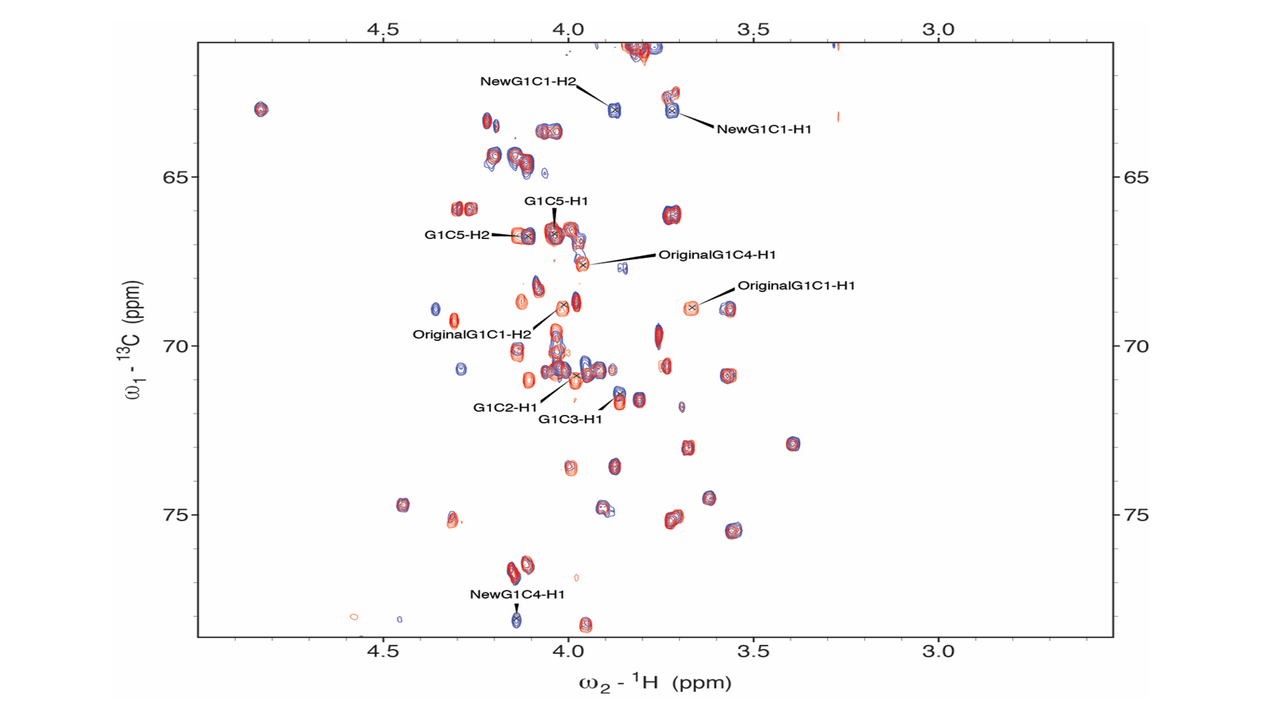 4.5 4.0 3.5 3.0
NewG1C1-H2
NewG1C1-H1
65 65
G1C5-H1
G1C5-H2
OriginalG1C4-H1
OriginalG1C1-H1
OriginalG1C1-H2
70 70
G1C2-H1
G1C3-H1
75 75
NewG1C4-H1
4.5 4.0 3.5 3.0
ω1 - 13C (ppm)
ω2 - 1H (ppm)